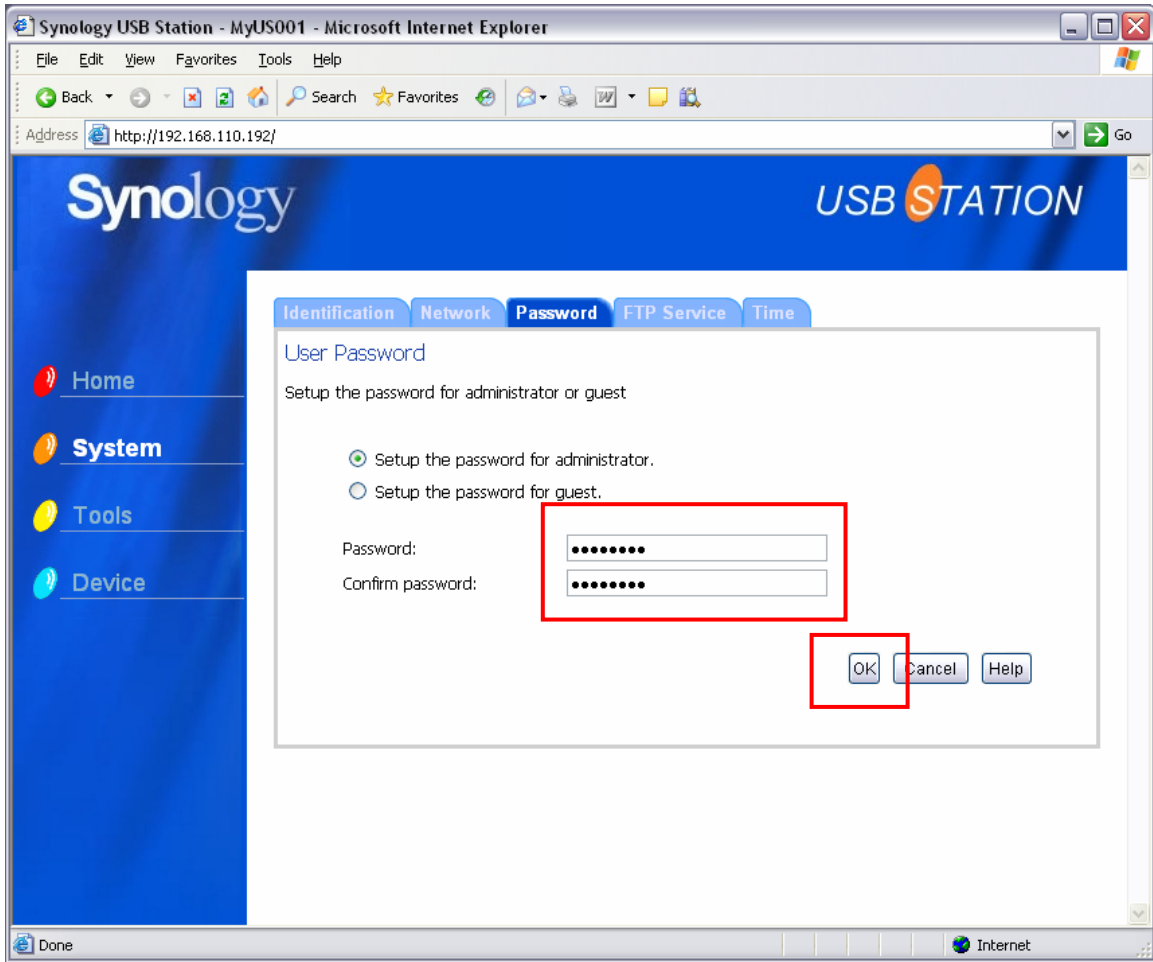 Synology USB Station - MyUS001 - Microsoft Internet Explorer
File Edit View Favorites Tools Help
Back Search Favorites
Address http://192.168.110.192/ Go
Synology USB STATION
Identification Network Password FTP Service Time
User Password
Setup the password for administrator or guest
Home
System
Tools
Device
Setup the password for administrator.
Setup the password for guest.
Password: ••••••••
Confirm password: ••••••••
OK Cancel Help
Done Internet